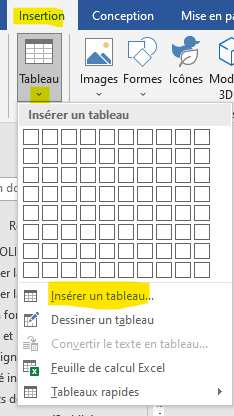 Insertion Conception Mise en pa
Tableau Images Formes Icônes Modèles
3D
Insérer un tableau
Insérer un tableau...
Dessiner un tableau
Convertir le texte en tableau...
Feuille de calcul Excel
Tableaux rapides